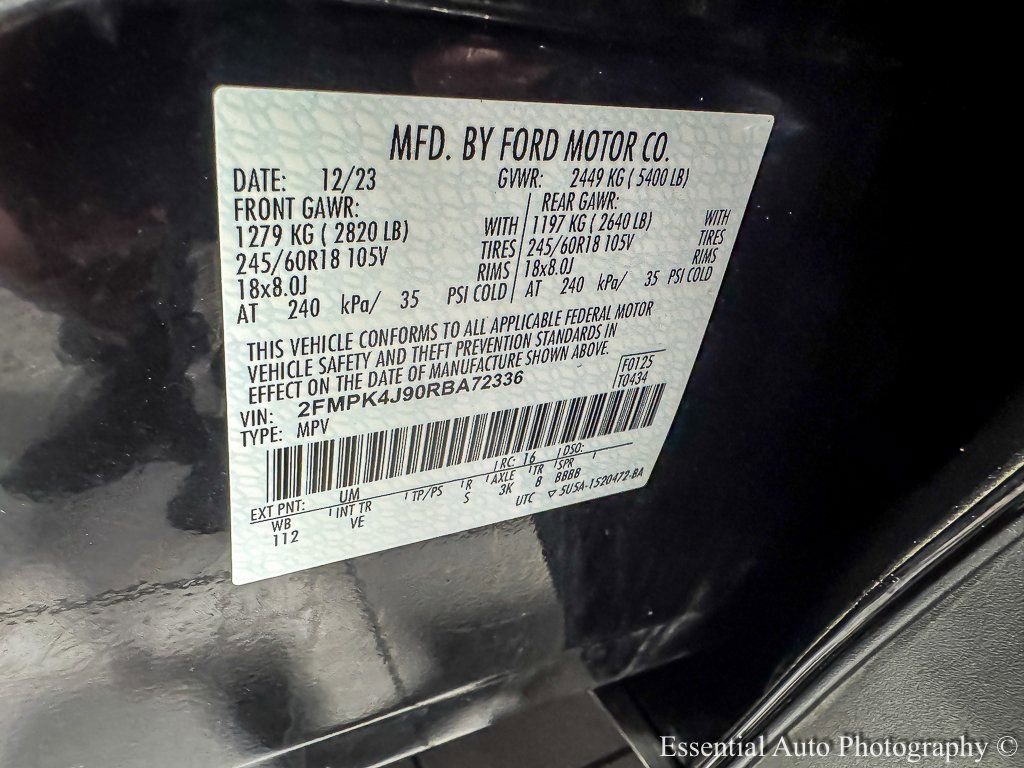 MFD. BY FORD MOTOR CO.
DATE: 12/23 GVWR: 2449 KG ( 5400 LB)
FRONT GAWR: REAR GAWR:
1279 KG ( 2820 LB) WITH 1197 KG ( 2640 LB) WITH
245/60R18 105V TIRES 245/60R18 105V TIRES
18x8.0J RIMS 18x8.0J RIMS
AT 240 kPa/ 35 PSI COLD AT 240 kPa/ 35 PSI COLD
THIS VEHICLE CONFORMS TO ALL APPLICABLE FEDERAL MOTOR
VEHICLE SAFETY AND THEFT PREVENTION STANDARDS IN
EFFECT ON THE DATE OF MANUFACTURE SHOWN ABOVE.
VIN: 2FMPK4J90RBA72336 F0125
TYPE: MPV T0434
EXT PNT: UM RC: 16 DSO:
WB INT TR TP/PS R AXLE TR SPR
112 VE S 3K B BBBB
UTC ▽ 5U5A-1520472-BA
Essential Auto Photography ©